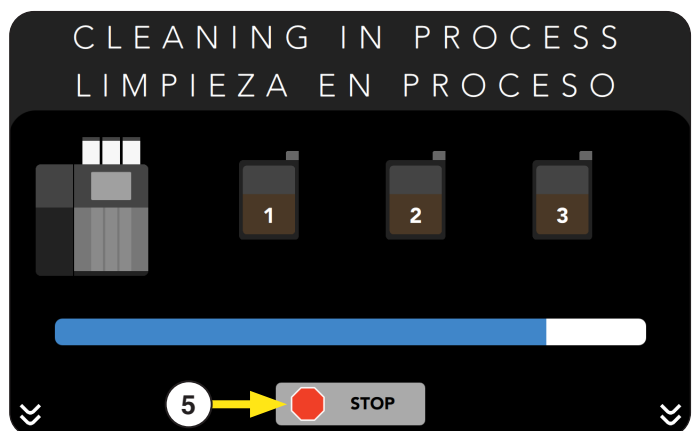 CLEANING IN PROCESS
LIMPIEZA EN PROCESO
1 2 3
5 STOP